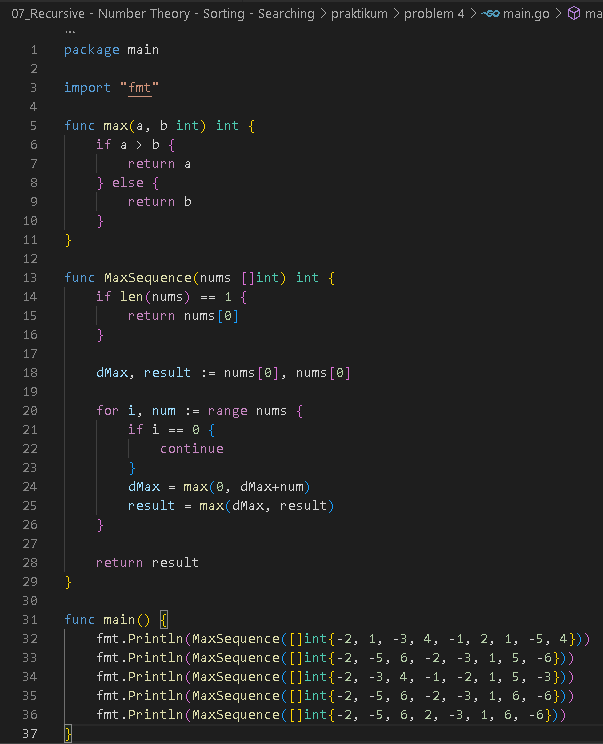 07_Recursive - Number Theory - Sorting - Searching > praktikum > problem 4 > main.go > ma
...
1 package main
2
3 import "fmt"
4
5 func max(a, b int) int {
6 if a > b {
7 return a
8 } else {
9 return b
10 }
11 }
12
13 func MaxSequence(nums []int) int {
14 if len(nums) == 1 {
15 return nums[0]
16 }
17
18 dMax, result := nums[0], nums[0]
19
20 for i, num := range nums {
21 if i == 0 {
22 continue
23 }
24 dMax = max(0, dMax+num)
25 result = max(dMax, result)
26 }
27
28 return result
29 }
30
31 func main() {
32 fmt.Println(MaxSequence([]int{-2, 1, -3, 4, -1, 2, 1, -5, 4}))
33 fmt.Println(MaxSequence([]int{-2, -5, 6, -2, -3, 1, 5, -6}))
34 fmt.Println(MaxSequence([]int{-2, -3, 4, -1, -2, 1, 5, -3}))
35 fmt.Println(MaxSequence([]int{-2, -5, 6, -2, -3, 1, 6, -6}))
36 fmt.Println(MaxSequence([]int{-2, -5, 6, 2, -3, 1, 6, -6}))
37 }